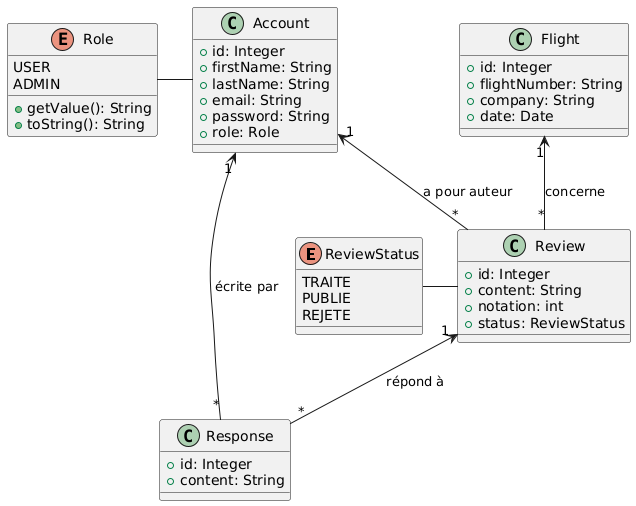 E Role
USER
ADMIN
getValue(): String
toString(): String
C Account
id: Integer
firstName: String
lastName: String
email: String
password: String
role: Role
C Flight
id: Integer
flightNumber: String
company: String
date: Date
1
1
1
a pour auteur
concerne
*
*
E ReviewStatus
TRAITE
PUBLIE
REJETE
C Review
id: Integer
content: String
notation: int
status: ReviewStatus
écrite par
1
répond à
*
*
C Response
id: Integer
content: String